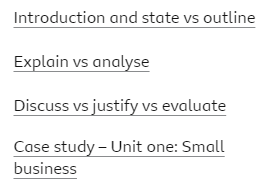 Introduction and state vs outline
Explain vs analyse
Discuss vs justify vs evaluate
Case study – Unit one: Small
business